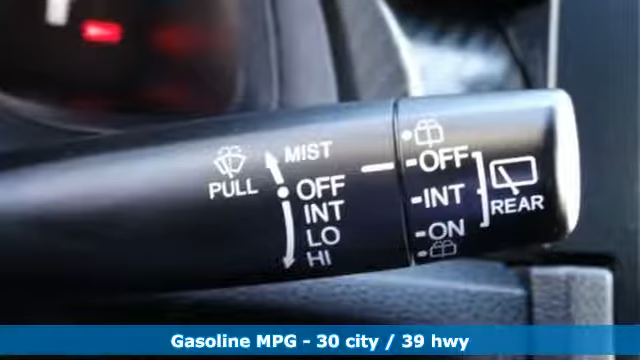 MIST
PULL
OFF
INT
LO
HI
OFF
INT
ON
REAR
Gasoline MPG - 30 city / 39 hwy